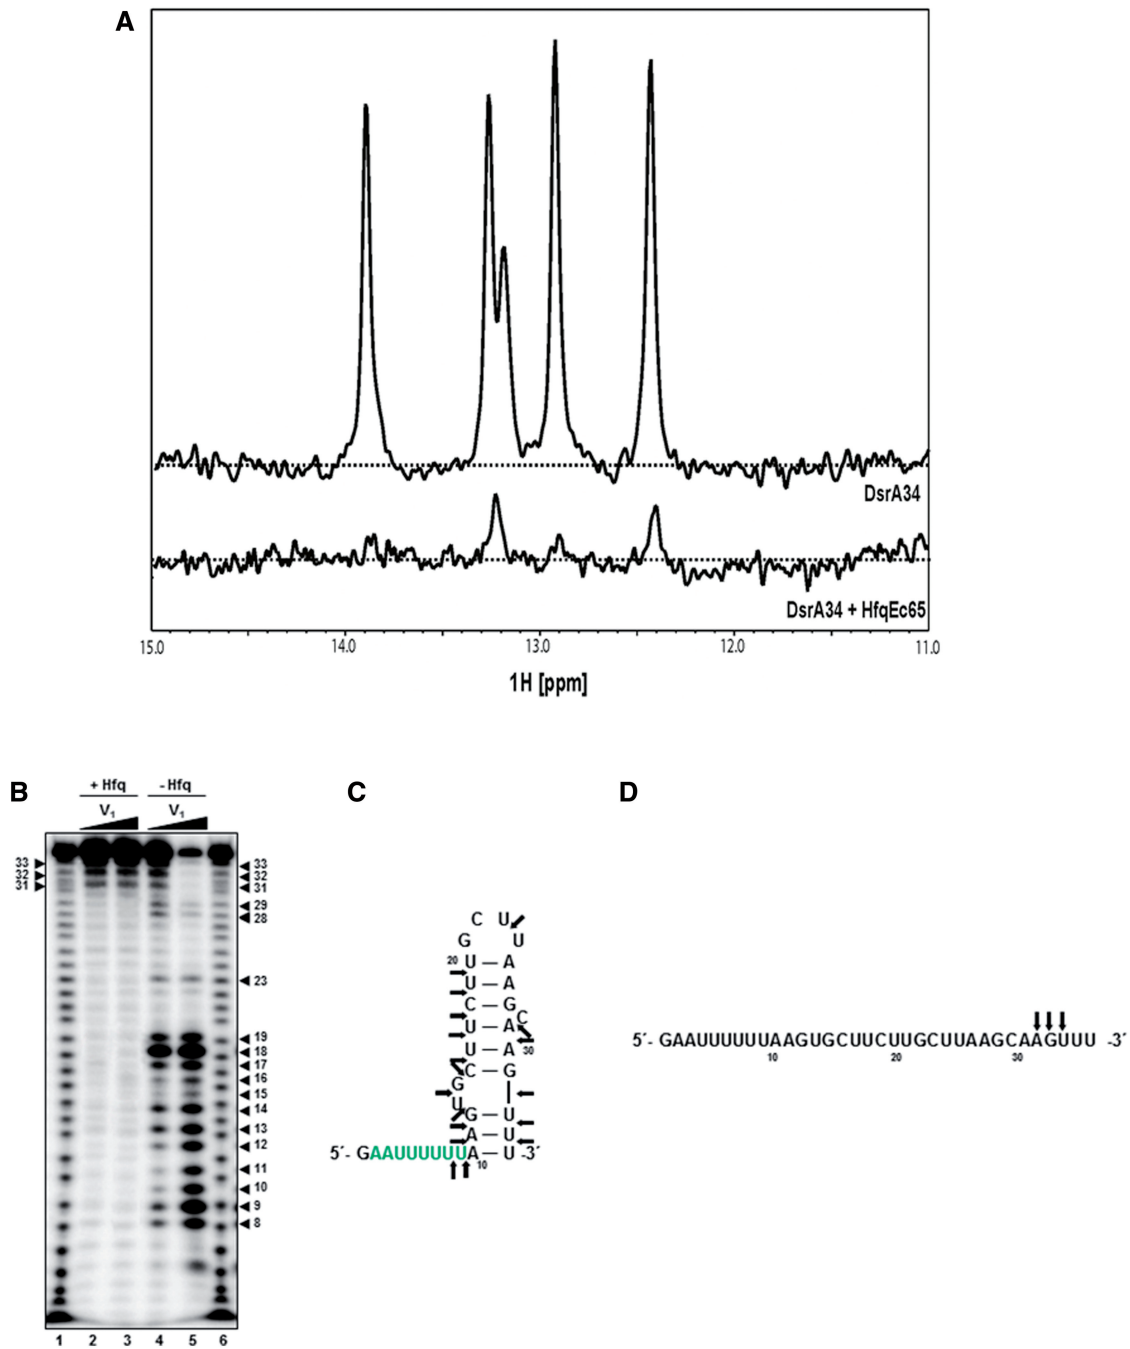 A
DsrA34
DsrA34 + HfqEc65
15.0 14.0 13.0 12.0 11.0
1H [ppm]
B
+ Hfq - Hfq
V1 V1
33
32
31
33
32
31
29
28
23
19
18
17
16
15
14
13
12
11
10
9
8
1 2 3 4 5 6
C
C U
G U
20 U A
U A
C G
C
U A
U A 30
C G
G
U
G U
A U
5´- GAAUUUUUUA U -3´
10
D
5´- GAAUUUUUUAAGUGCUUCUUGCUUAAGCAAGUUU -3´
10 20 30